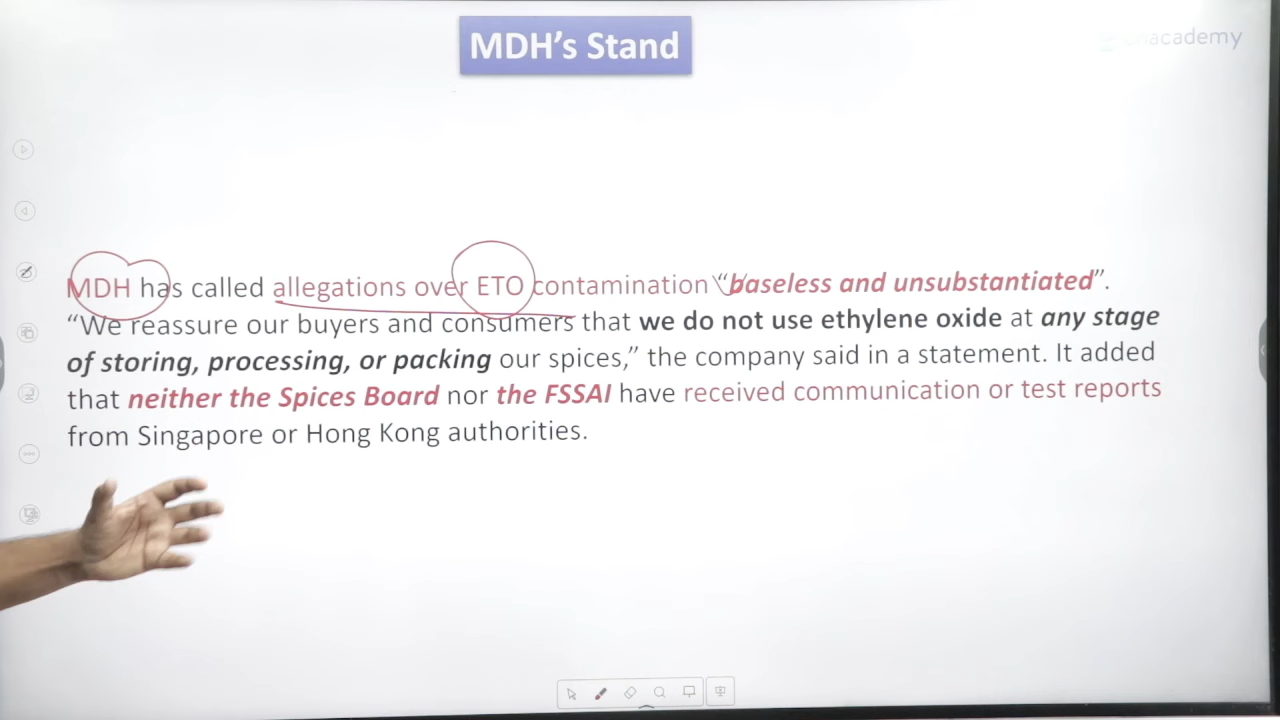 MDH's Stand
academy
MDH has called allegations over ETO contamination “baseless and unsubstantiated”.
“We reassure our buyers and consumers that we do not use ethylene oxide at any stage
of storing, processing, or packing our spices,” the company said in a statement. It added
that neither the Spices Board nor the FSSAI have received communication or test reports
from Singapore or Hong Kong authorities.